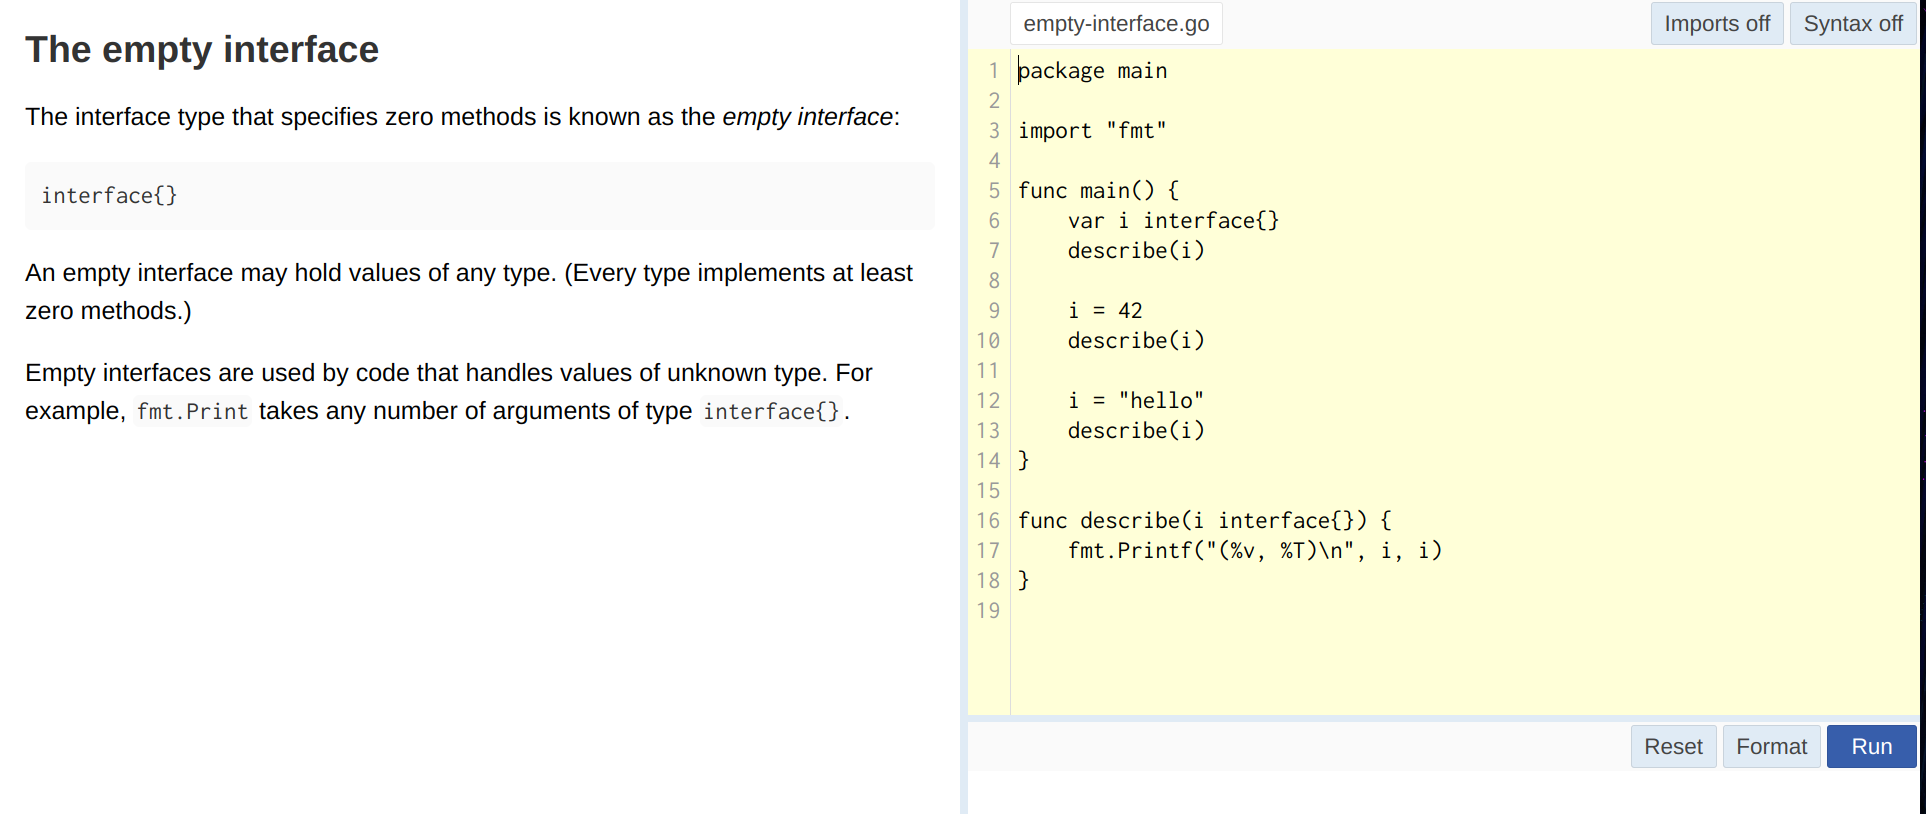 The empty interface
The interface type that specifies zero methods is known as the empty interface:
interface{}
An empty interface may hold values of any type. (Every type implements at least
zero methods.)
Empty interfaces are used by code that handles values of unknown type. For
example, fmt.Print takes any number of arguments of type interface{}.
empty-interface.go
Imports off
Syntax off
1 package main
2
3 import "fmt"
4
5 func main() {
6     var i interface{}
7     describe(i)
8
9     i = 42
10     describe(i)
11
12     i = "hello"
13     describe(i)
14 }
15
16 func describe(i interface{}) {
17     fmt.Printf("(%v, %T)\n", i, i)
18 }
19
Reset
Format
Run